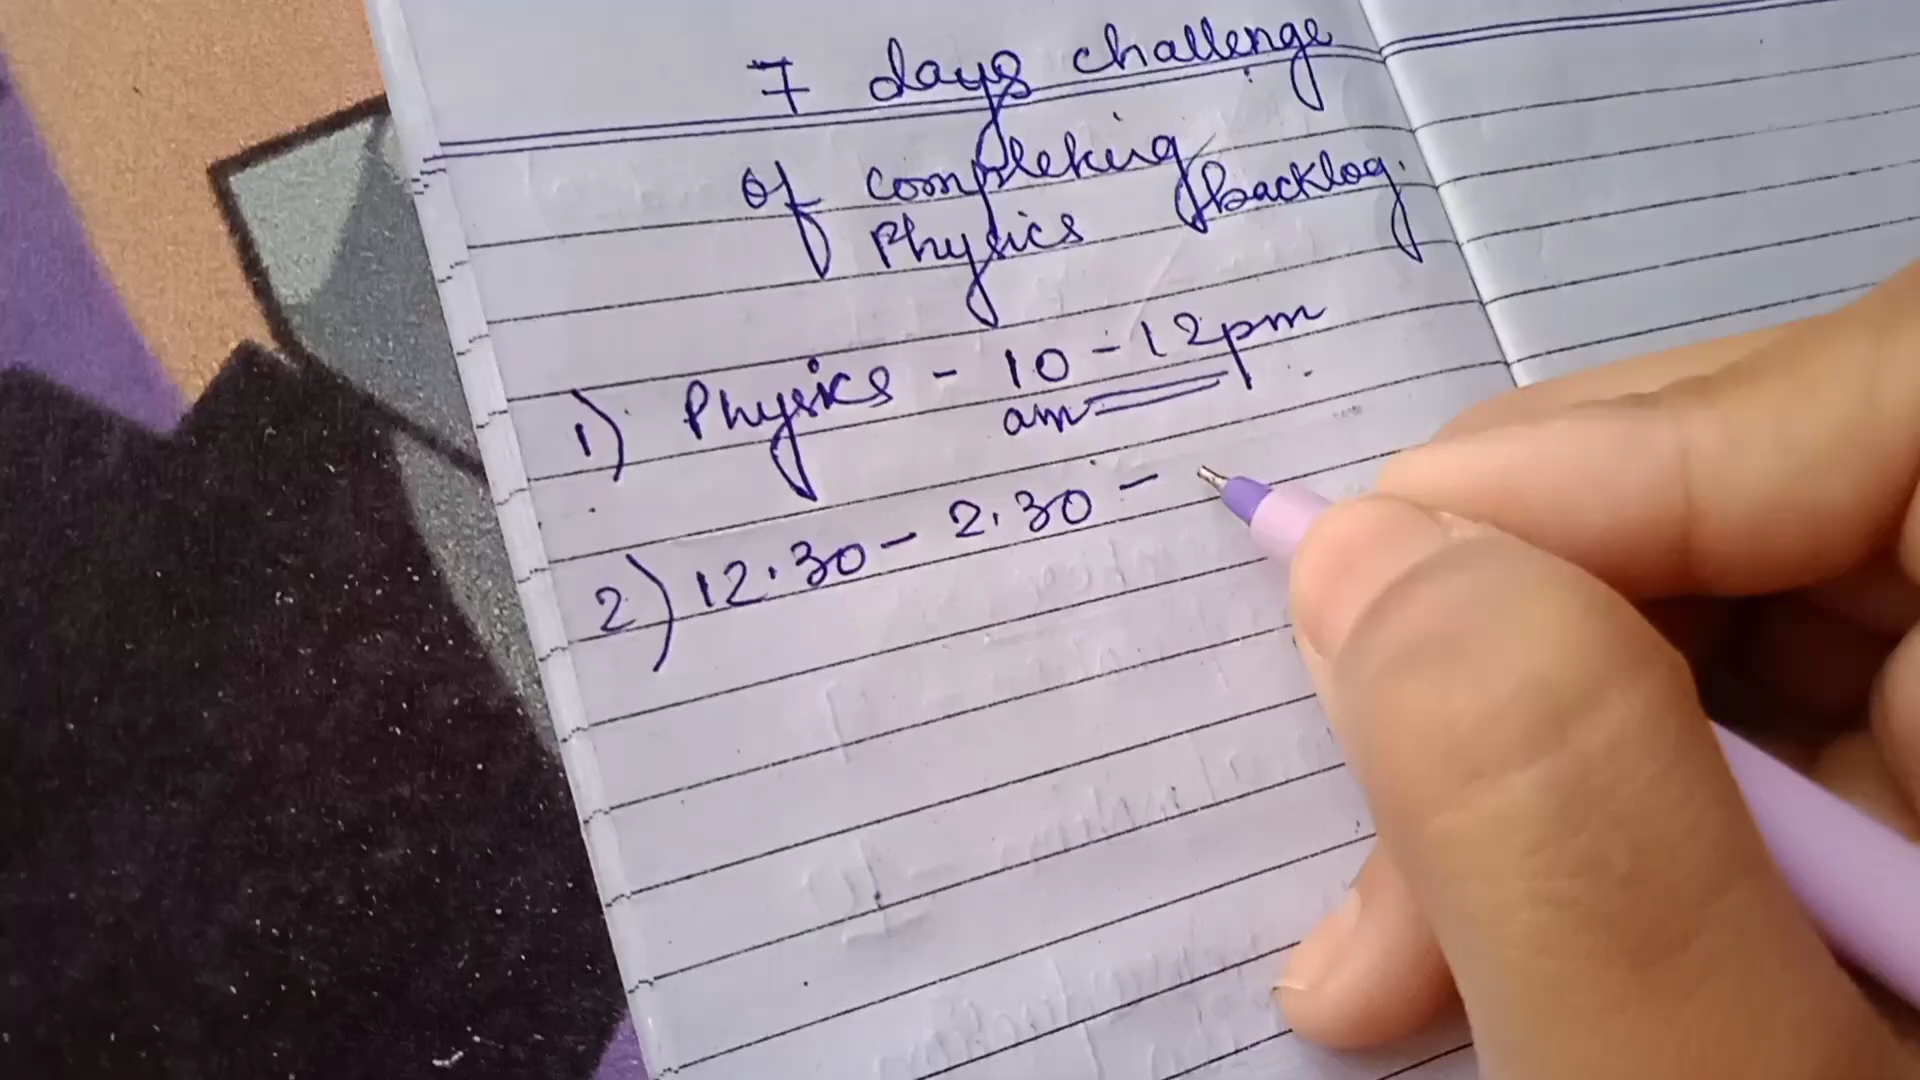 7 days challenge
of completing
Physics backlog.
1) Physics - 10 - 12pm
am
2) 12.30 - 2.30 -